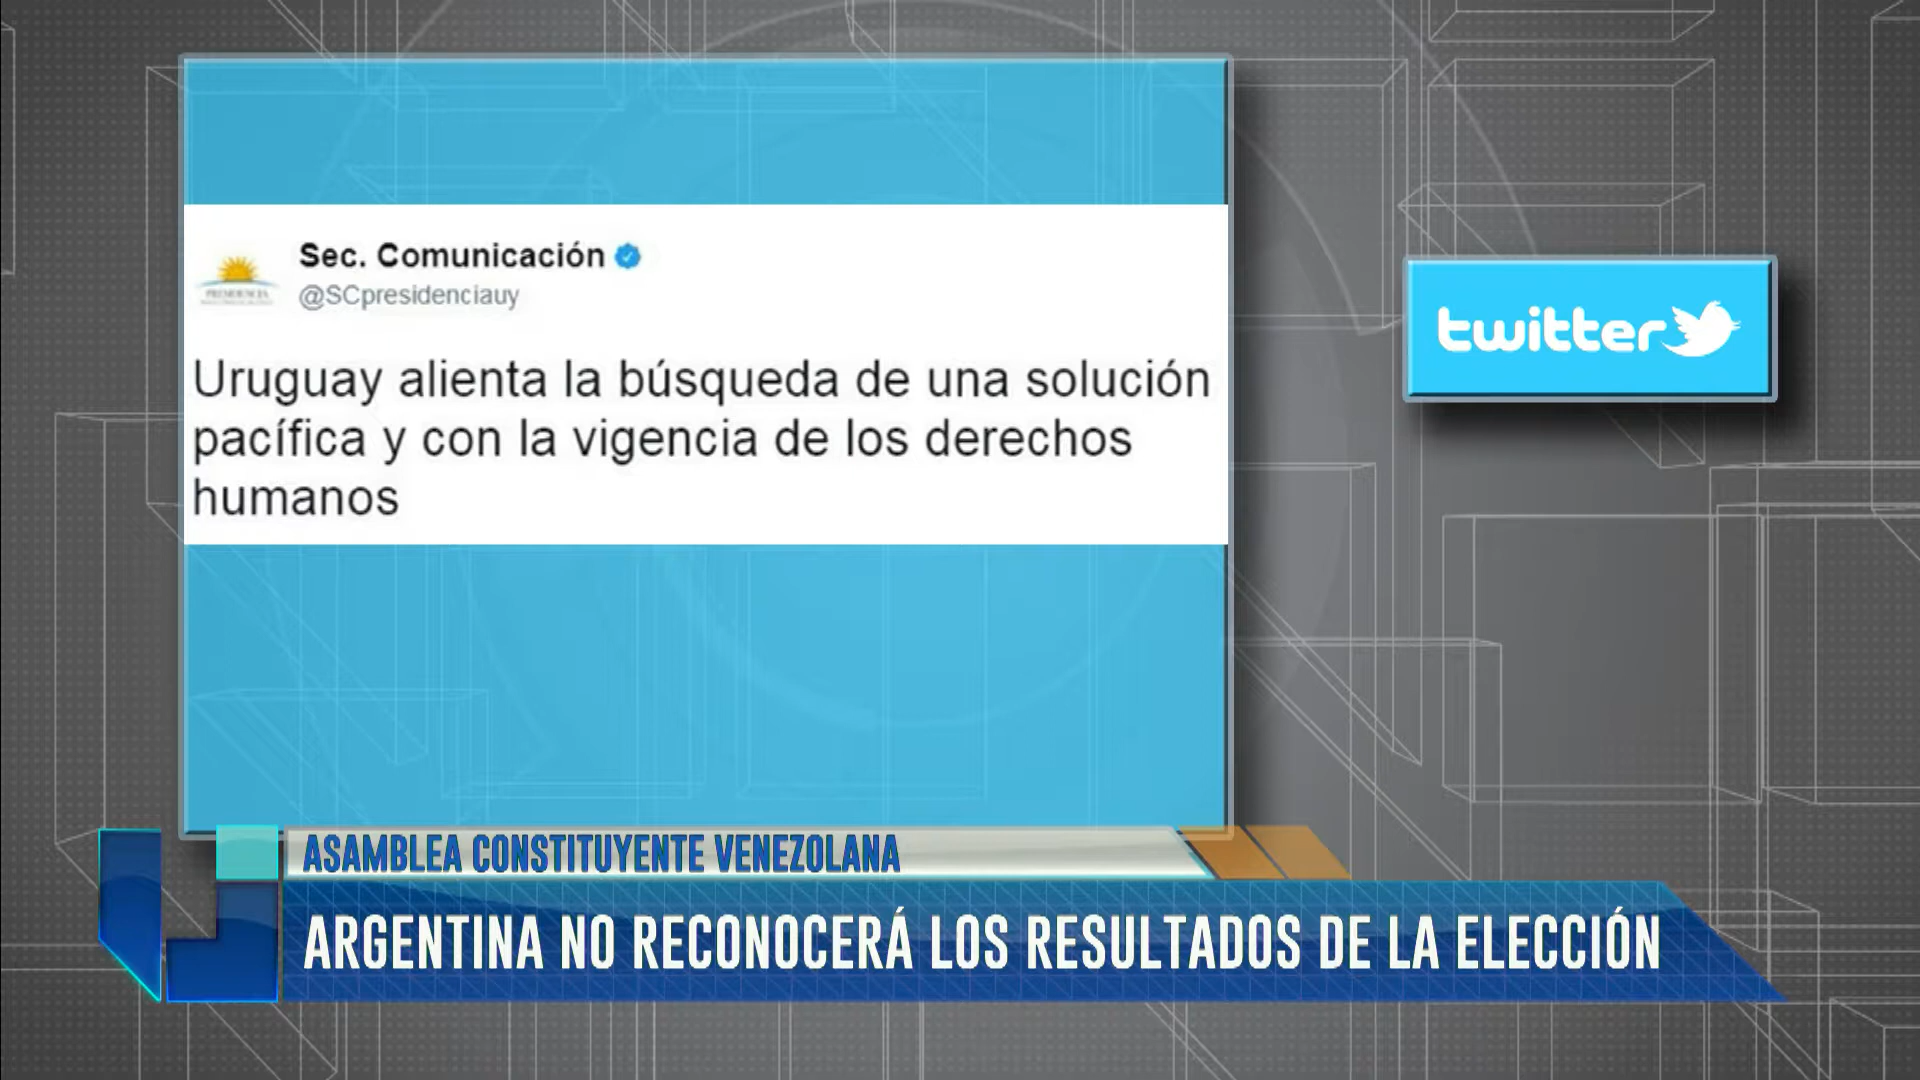 Sec. Comunicación
@SCpresidenciauy
PRESIDENCIA
Uruguay alienta la búsqueda de una solución
pacífica y con la vigencia de los derechos
humanos
twitter
ASAMBLEA CONSTITUYENTE VENEZOLANA
ARGENTINA NO RECONOCERÁ LOS RESULTADOS DE LA ELECCIÓN